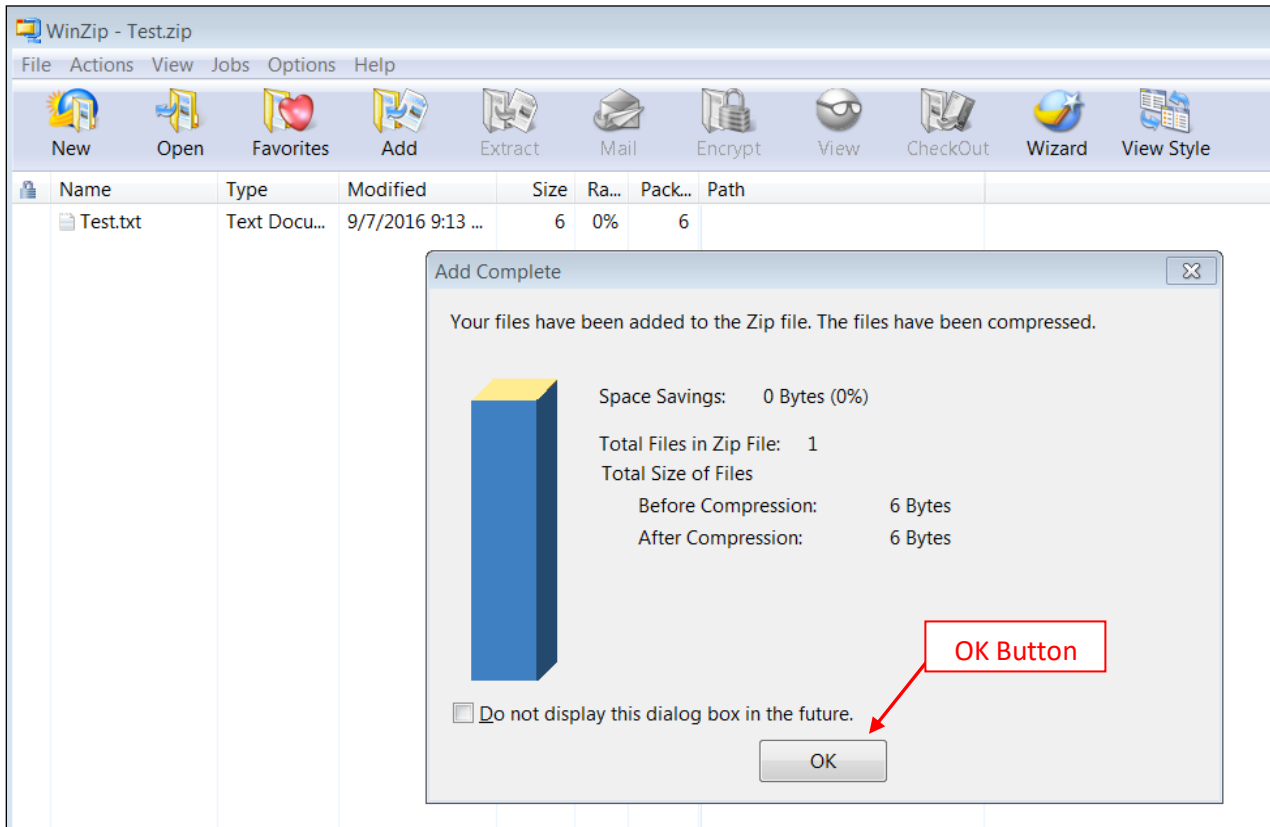 WinZip - Test.zip
File Actions View Jobs Options Help
New Open Favorites Add Extract Mail Encrypt View CheckOut Wizard View Style
Name Type Modified Size Ra... Pack... Path
Test.txt Text Docu... 9/7/2016 9:13 ... 6 0% 6
Add Complete
Your files have been added to the Zip file. The files have been compressed.
Space Savings: 0 Bytes (0%)
Total Files in Zip File: 1
Total Size of Files
Before Compression: 6 Bytes
After Compression: 6 Bytes
OK Button
Do not display this dialog box in the future.
OK